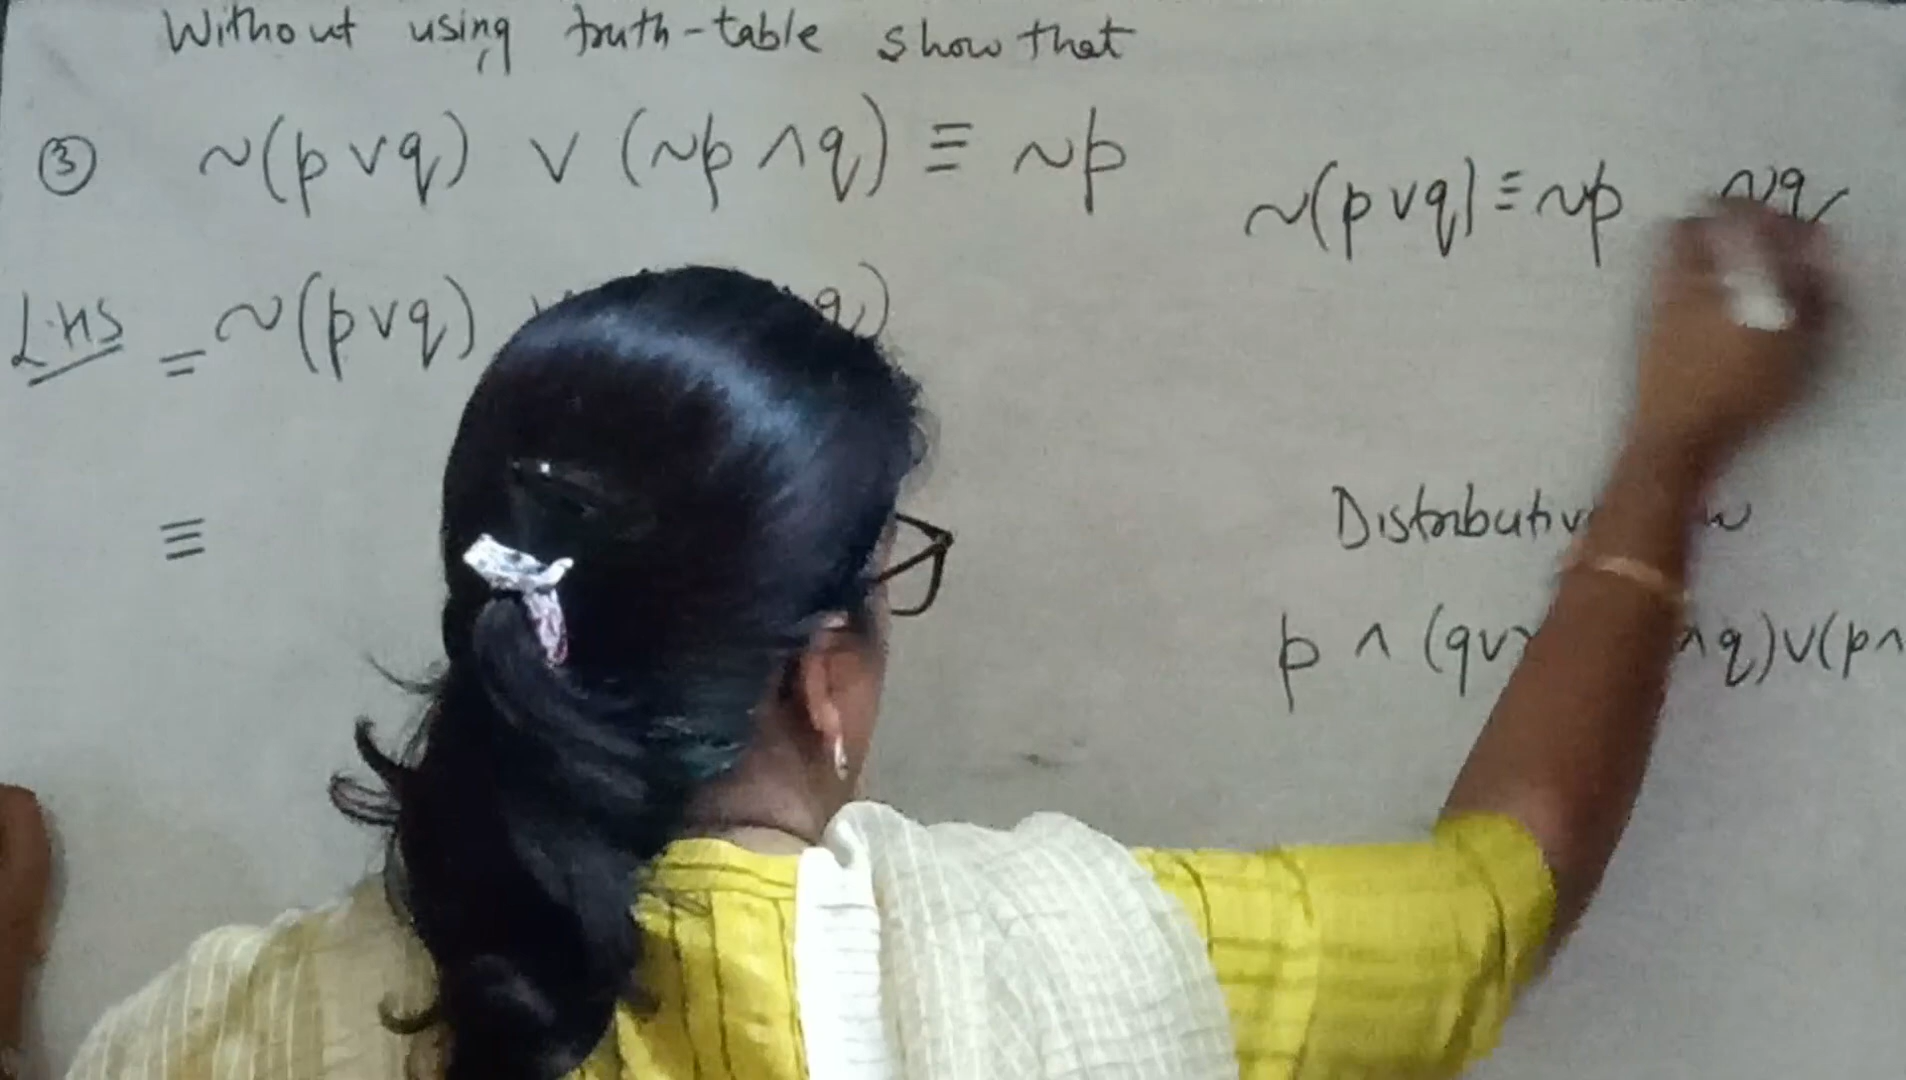 Without using truth-table show that
③ ~(p∨q) ∨ (~p∧q) ≡ ~p
~(p∨q) ≡ ~p ~q
L.H.S = ~(p∨q) q)
≡
Distributiv
p ∧ (q∨ ∧q)∨(p∧